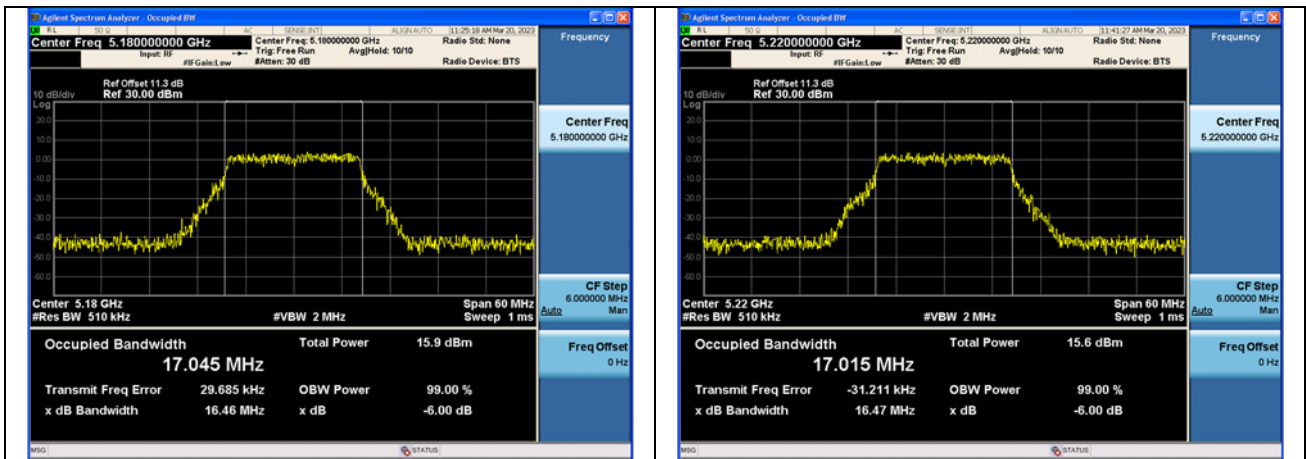 Agilent Spectrum Analyzer - Occupied BW
RL 50 Ω AC SENSE:INT ALIGNAUTO 11:25:18 AM Mar 20, 2023
Center Freq 5.180000000 GHz
Center Freq: 5.180000000 GHz
Radio Std: None
Input: RF Trig: Free Run Avg|Hold: 10/10
#IFGain:Low #Atten: 30 dB Radio Device: BTS
Ref Offset 11.3 dB
10 dB/div Ref 30.00 dBm
Log
20.0
10.0
0.00
-10.0
-20.0
-30.0
-40.0
-50.0
-60.0
Center 5.18 GHz Span 60 MHz
#Res BW 510 kHz #VBW 2 MHz Sweep 1 ms
Occupied Bandwidth Total Power 15.9 dBm
17.045 MHz
Transmit Freq Error 29.685 kHz OBW Power 99.00 %
x dB Bandwidth 16.46 MHz x dB -6.00 dB
MSG STATUS
Frequency
Center Freq
5.180000000 GHz
CF Step
6.000000 MHz
Auto Man
Freq Offset
0 Hz
Agilent Spectrum Analyzer - Occupied BW
RL 50 Ω AC SENSE:INT ALIGNAUTO 11:41:27 AM Mar 20, 2023
Center Freq 5.220000000 GHz
Center Freq: 5.220000000 GHz
Radio Std: None
Input: RF Trig: Free Run Avg|Hold: 10/10
#IFGain:Low #Atten: 30 dB Radio Device: BTS
Ref Offset 11.3 dB
10 dB/div Ref 30.00 dBm
Log
20.0
10.0
0.00
-10.0
-20.0
-30.0
-40.0
-50.0
-60.0
Center 5.22 GHz Span 60 MHz
#Res BW 510 kHz #VBW 2 MHz Sweep 1 ms
Occupied Bandwidth Total Power 15.6 dBm
17.015 MHz
Transmit Freq Error -31.211 kHz OBW Power 99.00 %
x dB Bandwidth 16.47 MHz x dB -6.00 dB
MSG STATUS
Frequency
Center Freq
5.220000000 GHz
CF Step
6.000000 MHz
Auto Man
Freq Offset
0 Hz